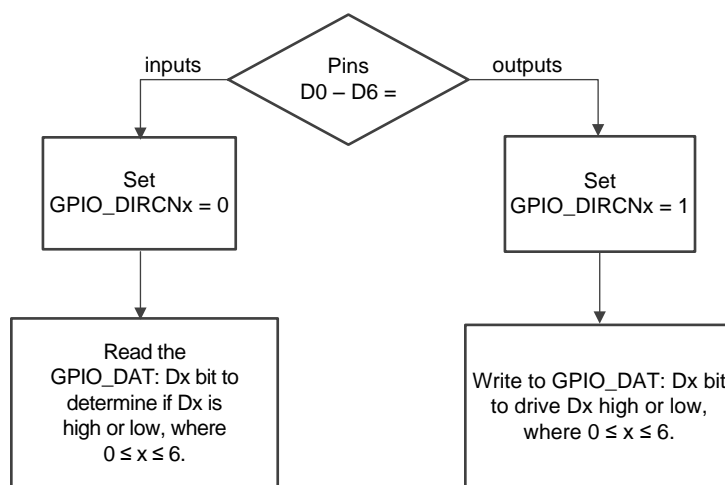 inputs
Pins
D0 – D6 =
outputs
Set
GPIO_DIRCNx = 0
Set
GPIO_DIRCNx = 1
Read the
GPIO_DAT: Dx bit to
determine if Dx is
high or low, where
0 ≤ x ≤ 6.
Write to GPIO_DAT: Dx bit
to drive Dx high or low,
where 0 ≤ x ≤ 6.